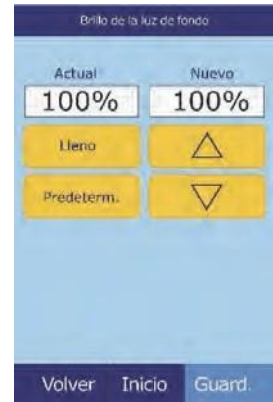 Brillo de la luz de fondo
Actual Nuevo
100% 100%
Lleno
Predeterm.
Volver Inicio Guard.